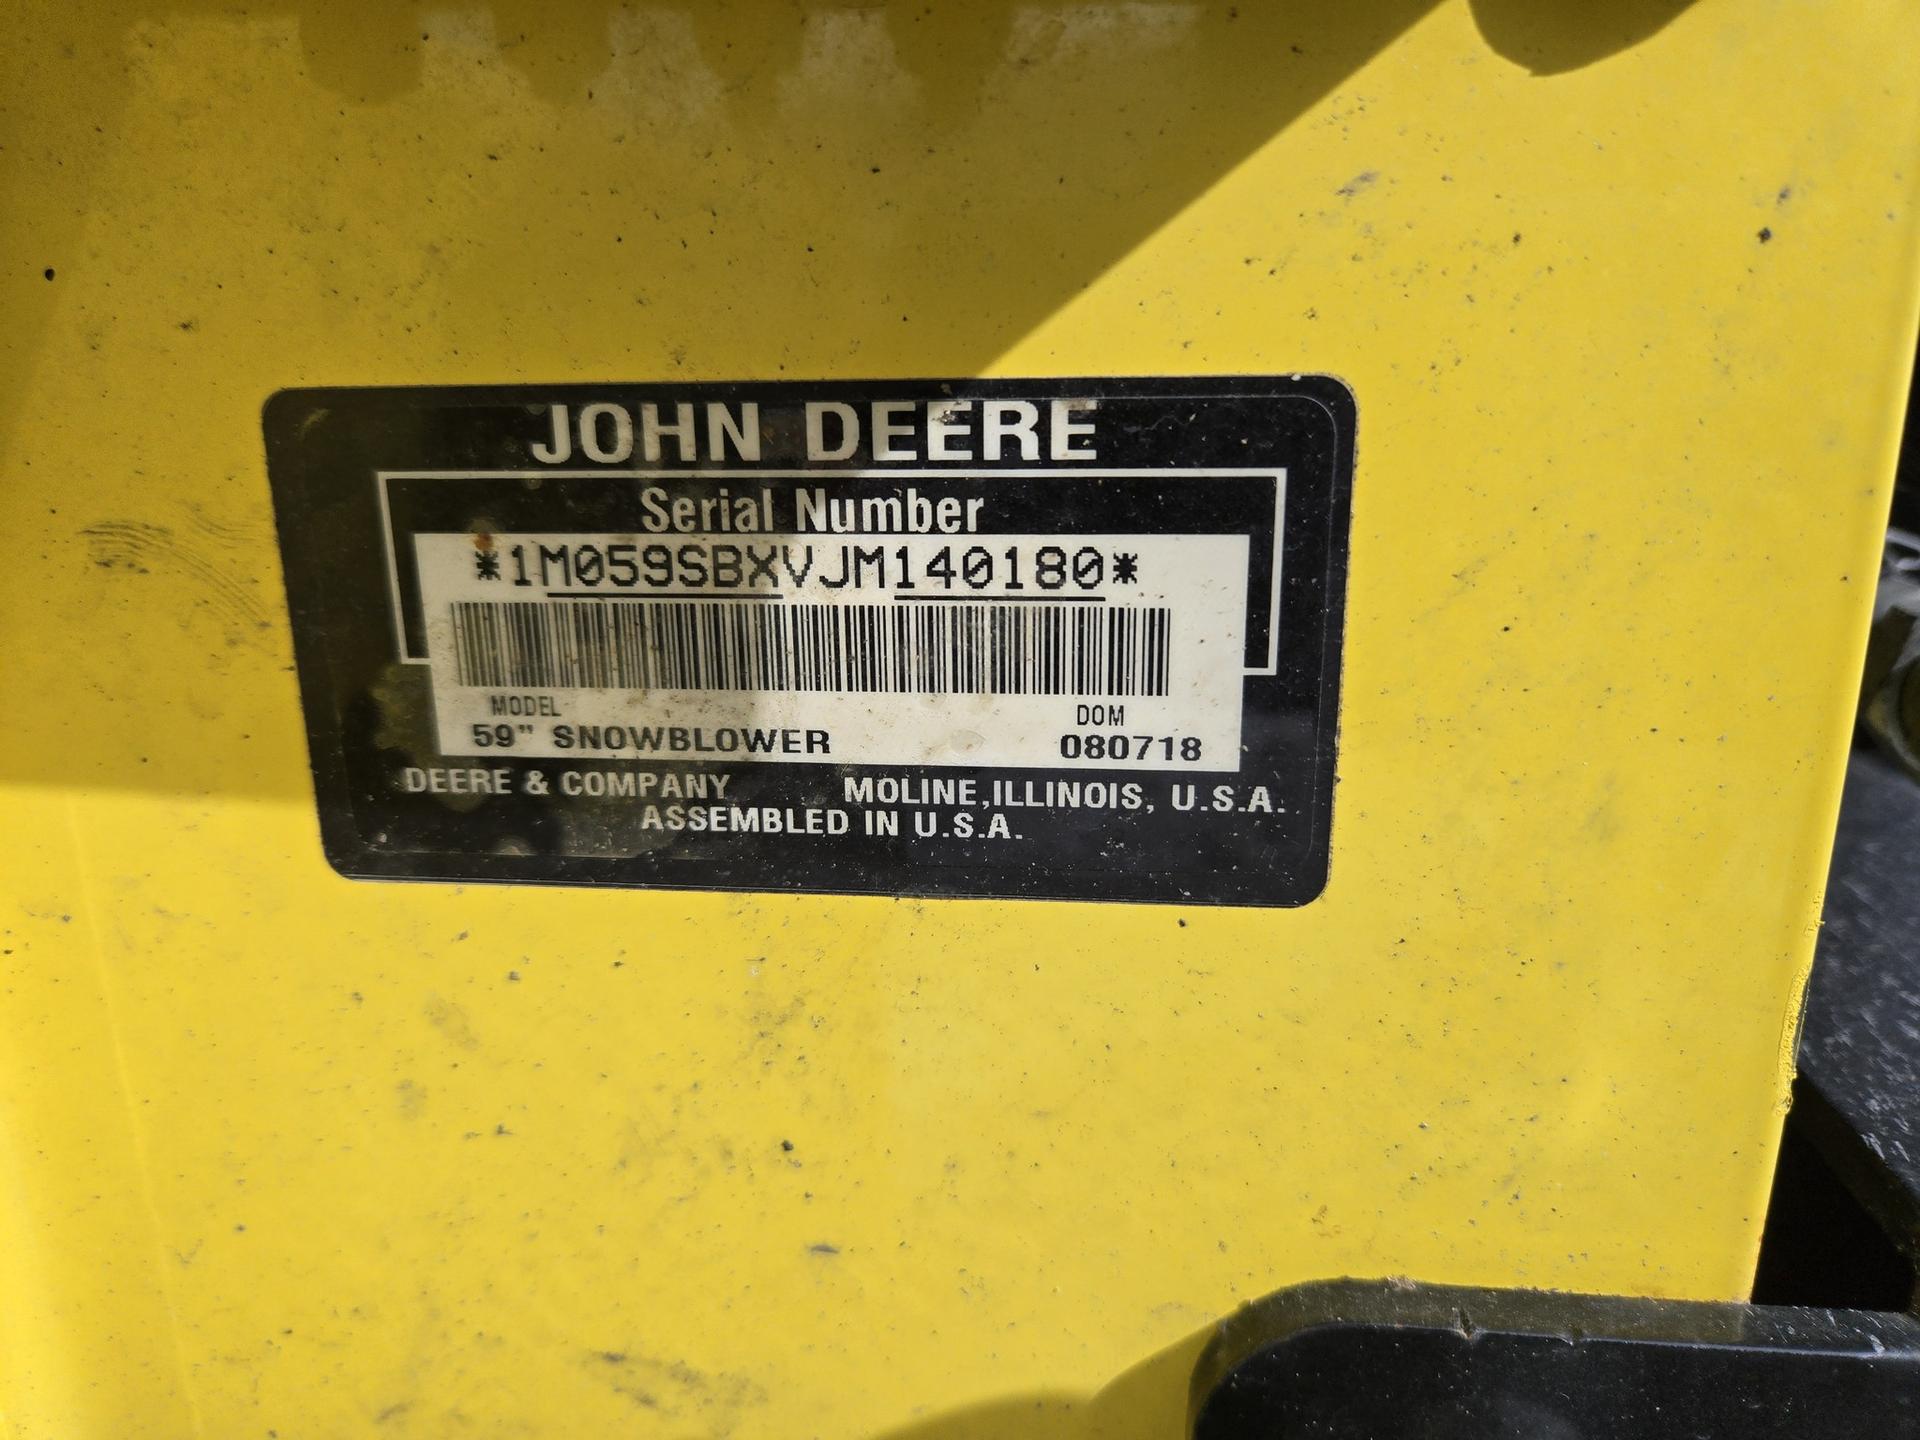 JOHN DEERE
Serial Number
*1M059SBXVJM140180*
MODEL DOM
59" SNOWBLOWER 080718
DEERE & COMPANY MOLINE,ILLINOIS, U.S.A.
ASSEMBLED IN U.S.A.